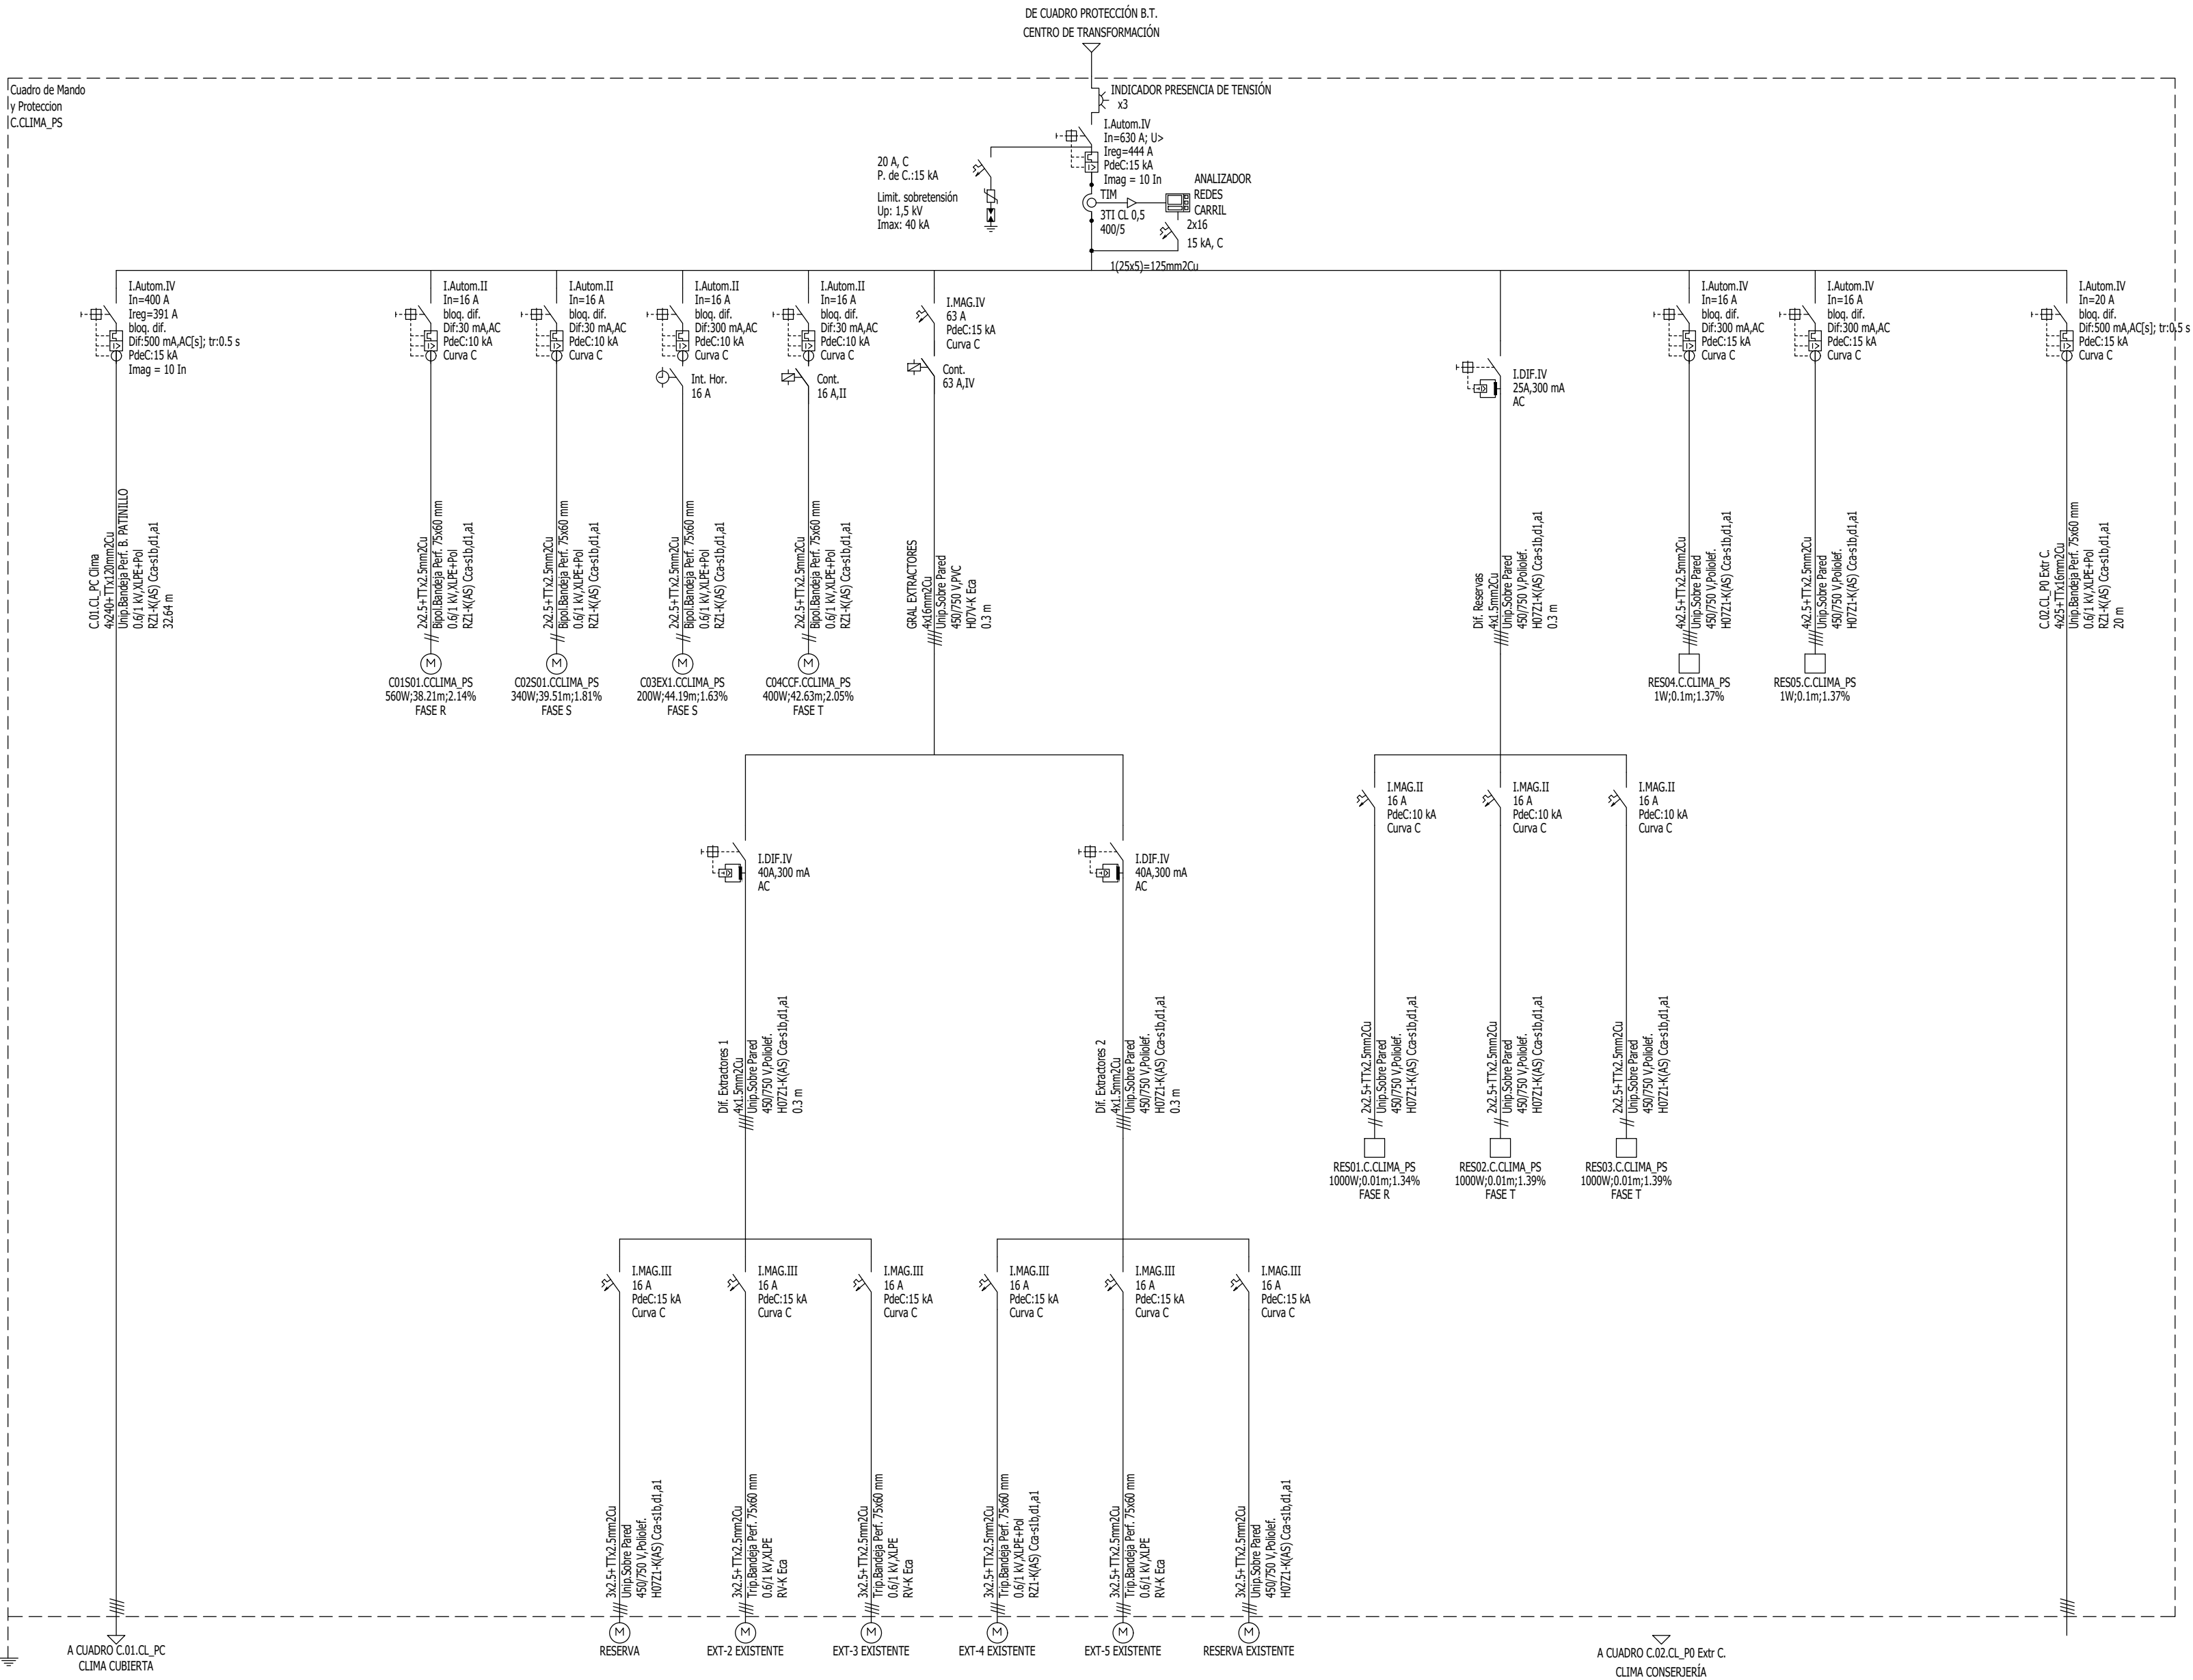 DE CUADRO PROTECCIÓN B.T.
CENTRO DE TRANSFORMACIÓN
Cuadro de Mando
y Proteccion
C.CLIMA_PS
INDICADOR PRESENCIA DE TENSIÓN
x3
I.Autom.IV
In=630 A; U>
Ireg=444 A
PdeC:15 kA
Imag = 10 In
20 A, C
P. de C.:15 kA
Limit. sobretensión
Up: 1,5 kV
Imax: 40 kA
TIM
3TI CL 0,5
400/5
ANALIZADOR
REDES
CARRIL
2x16
15 kA, C
1(25x5)=125mm2Cu
I.Autom.IV
In=400 A
Ireg=391 A
bloq. dif.
Dif:500 mA,AC[s]; tr:0.5 s
PdeC:15 kA
Imag = 10 In
I.Autom.II
In=16 A
bloq. dif.
Dif:30 mA,AC
PdeC:10 kA
Curva C
I.Autom.II
In=16 A
bloq. dif.
Dif:30 mA,AC
PdeC:10 kA
Curva C
I.Autom.II
In=16 A
bloq. dif.
Dif:300 mA,AC
PdeC:10 kA
Curva C
Int. Hor.
16 A
I.Autom.II
In=16 A
bloq. dif.
Dif:30 mA,AC
PdeC:10 kA
Curva C
Cont.
16 A,II
I.MAG.IV
63 A
PdeC:15 kA
Curva C
Cont.
63 A,IV
I.DIF.IV
25A,300 mA
AC
I.Autom.IV
In=16 A
bloq. dif.
Dif:300 mA,AC
PdeC:15 kA
Curva C
I.Autom.IV
In=16 A
bloq. dif.
Dif:300 mA,AC
PdeC:15 kA
Curva C
I.Autom.IV
In=20 A
bloq. dif.
Dif:500 mA,AC[s]; tr:0.5 s
PdeC:15 kA
Curva C
C.01.CL_PC Clima
4x240+TTx120mm2Cu
Unip.Bandeja Perf. B. PATINILLO
0.6/1 kV,XLPE+Pol
RZ1-K(AS) Cca-s1b,d1,a1
32.64 m
2x2.5+TTx2.5mm2Cu
Bipol.Bandeja Perf. 75x60 mm
0.6/1 kV,XLPE+Pol
RZ1-K(AS) Cca-s1b,d1,a1
2x2.5+TTx2.5mm2Cu
Bipol.Bandeja Perf. 75x60 mm
0.6/1 kV,XLPE+Pol
RZ1-K(AS) Cca-s1b,d1,a1
2x2.5+TTx2.5mm2Cu
Bipol.Bandeja Perf. 75x60 mm
0.6/1 kV,XLPE+Pol
RZ1-K(AS) Cca-s1b,d1,a1
2x2.5+TTx2.5mm2Cu
Bipol.Bandeja Perf. 75x60 mm
0.6/1 kV,XLPE+Pol
RZ1-K(AS) Cca-s1b,d1,a1
GRAL EXTRACTORES
4x16mm2Cu
Unip.Sobre Pared
450/750 V,PVC
H07V-K Eca
0.3 m
Dif. Reservas
4x1.5mm2Cu
Unip.Sobre Pared
450/750 V,Poliolef.
H07Z1-K(AS) Cca-s1b,d1,a1
0.3 m
4x2.5+TTx2.5mm2Cu
Unip.Sobre Pared
450/750 V,Poliolef.
H07Z1-K(AS) Cca-s1b,d1,a1
4x2.5+TTx2.5mm2Cu
Unip.Sobre Pared
450/750 V,Poliolef.
H07Z1-K(AS) Cca-s1b,d1,a1
C.02.CL_P0 Extr C.
4x25+TTx16mm2Cu
Unip.Bandeja Perf. 75x60 mm
0.6/1 kV,XLPE+Pol
RZ1-K(AS) Cca-s1b,d1,a1
20 m
M
C01S01.CCLIMA_PS
560W;38.21m;2.14%
FASE R
M
C02S01.CCLIMA_PS
340W;39.51m;1.81%
FASE S
M
C03EX1.CCLIMA_PS
200W;44.19m;1.63%
FASE S
M
C04CCF.CCLIMA_PS
400W;42.63m;2.05%
FASE T
RES04.C.CLIMA_PS
1W;0.1m;1.37%
RES05.C.CLIMA_PS
1W;0.1m;1.37%
I.MAG.II
16 A
PdeC:10 kA
Curva C
I.MAG.II
16 A
PdeC:10 kA
Curva C
I.MAG.II
16 A
PdeC:10 kA
Curva C
I.DIF.IV
40A,300 mA
AC
I.DIF.IV
40A,300 mA
AC
Dif. Extractores 1
4x1.5mm2Cu
Unip.Sobre Pared
450/750 V,Poliolef.
H07Z1-K(AS) Cca-s1b,d1,a1
0.3 m
Dif. Extractores 2
4x1.5mm2Cu
Unip.Sobre Pared
450/750 V,Poliolef.
H07Z1-K(AS) Cca-s1b,d1,a1
0.3 m
2x2.5+TTx2.5mm2Cu
Unip.Sobre Pared
450/750 V,Poliolef.
H07Z1-K(AS) Cca-s1b,d1,a1
2x2.5+TTx2.5mm2Cu
Unip.Sobre Pared
450/750 V,Poliolef.
H07Z1-K(AS) Cca-s1b,d1,a1
2x2.5+TTx2.5mm2Cu
Unip.Sobre Pared
450/750 V,Poliolef.
H07Z1-K(AS) Cca-s1b,d1,a1
RES01.C.CLIMA_PS
1000W;0.01m;1.34%
FASE R
RES02.C.CLIMA_PS
1000W;0.01m;1.39%
FASE T
RES03.C.CLIMA_PS
1000W;0.01m;1.39%
FASE T
I.MAG.III
16 A
PdeC:15 kA
Curva C
I.MAG.III
16 A
PdeC:15 kA
Curva C
I.MAG.III
16 A
PdeC:15 kA
Curva C
I.MAG.III
16 A
PdeC:15 kA
Curva C
I.MAG.III
16 A
PdeC:15 kA
Curva C
I.MAG.III
16 A
PdeC:15 kA
Curva C
3x2.5+TTx2.5mm2Cu
Unip.Sobre Pared
450/750 V,Poliolef.
H07Z1-K(AS) Cca-s1b,d1,a1
3x2.5+TTx2.5mm2Cu
Trip.Bandeja Perf. 75x60 mm
0.6/1 kV,XLPE
RV-K Eca
3x2.5+TTx2.5mm2Cu
Trip.Bandeja Perf. 75x60 mm
0.6/1 kV,XLPE
RV-K Eca
3x2.5+TTx2.5mm2Cu
Trip.Bandeja Perf. 75x60 mm
0.6/1 kV,XLPE+Pol
RZ1-K(AS) Cca-s1b,d1,a1
3x2.5+TTx2.5mm2Cu
Trip.Bandeja Perf. 75x60 mm
0.6/1 kV,XLPE
RV-K Eca
3x2.5+TTx2.5mm2Cu
Unip.Sobre Pared
450/750 V,Poliolef.
H07Z1-K(AS) Cca-s1b,d1,a1
A CUADRO C.01.CL_PC
CLIMA CUBIERTA
M
RESERVA
M
EXT-2 EXISTENTE
M
EXT-3 EXISTENTE
M
EXT-4 EXISTENTE
M
EXT-5 EXISTENTE
M
RESERVA EXISTENTE
A CUADRO C.02.CL_P0 Extr C.
CLIMA CONSERJERÍA